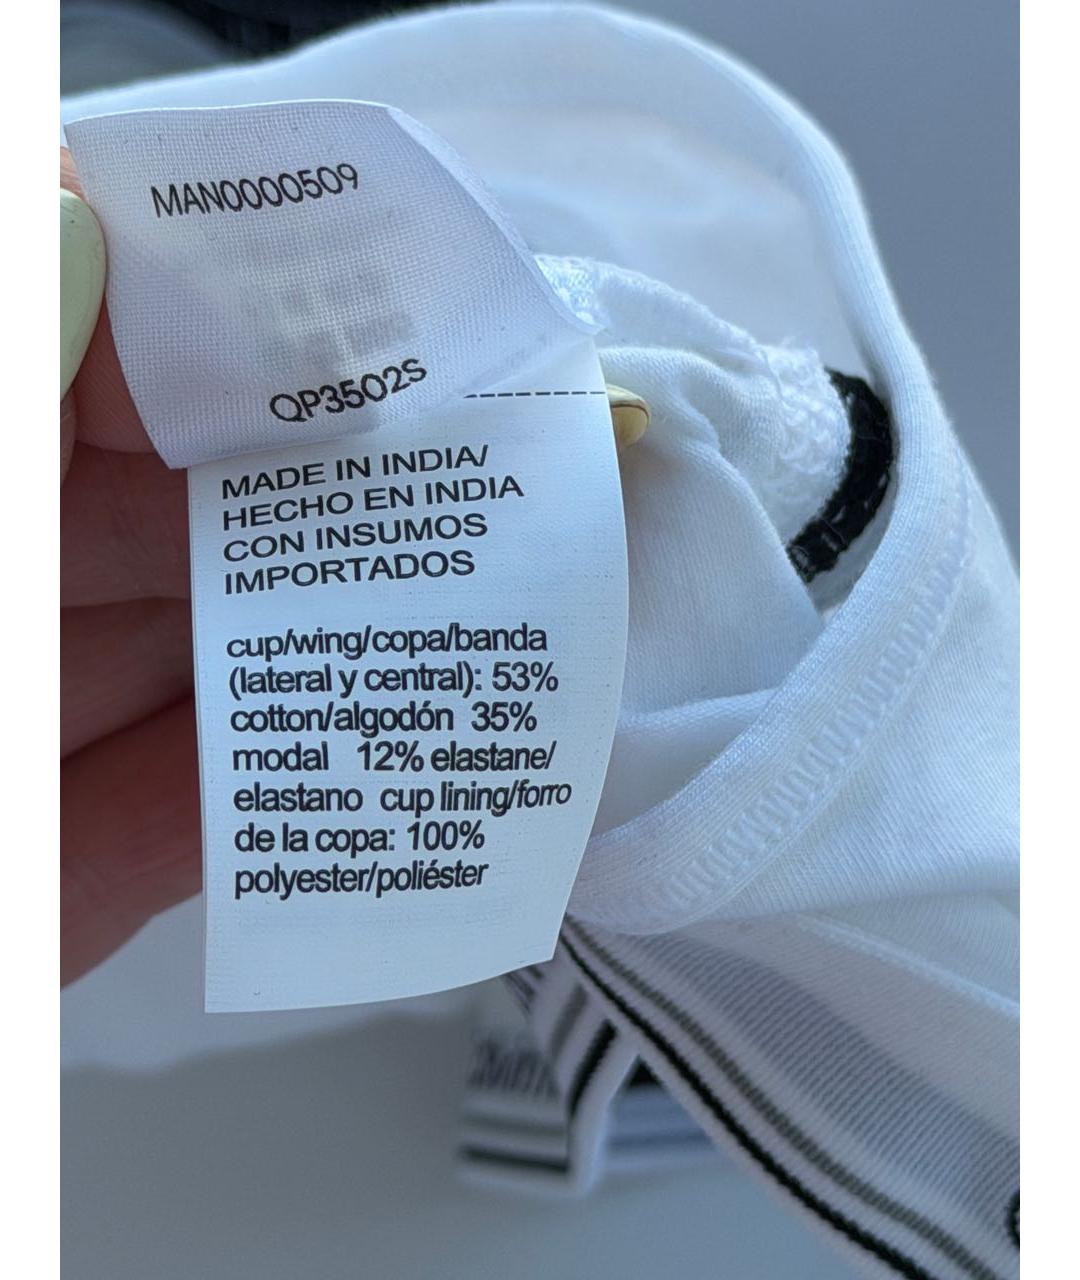 MAN0000509
QP3502S
MADE IN INDIA/
HECHO EN INDIA
CON INSUMOS
IMPORTADOS
cup/wing/copa/banda
(lateral y central): 53%
cotton/algodón 35%
modal 12% elastane/
elastano cup lining/forro
de la copa: 100%
polyester/poliéster